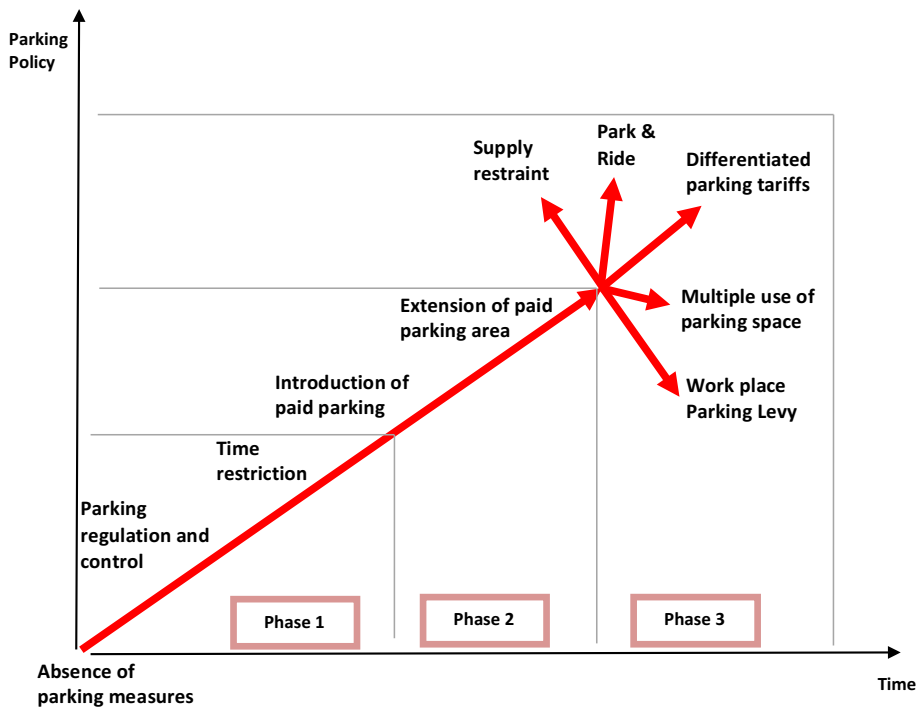 Parking
Policy
Supply
restraint
Park &
Ride
Differentiated
parking tariffs
Extension of paid
parking area
Multiple use of
parking space
Introduction of
paid parking
Work place
Parking Levy
Time
restriction
Parking
regulation and
control
Phase 1
Phase 2
Phase 3
Absence of
parking measures
Time